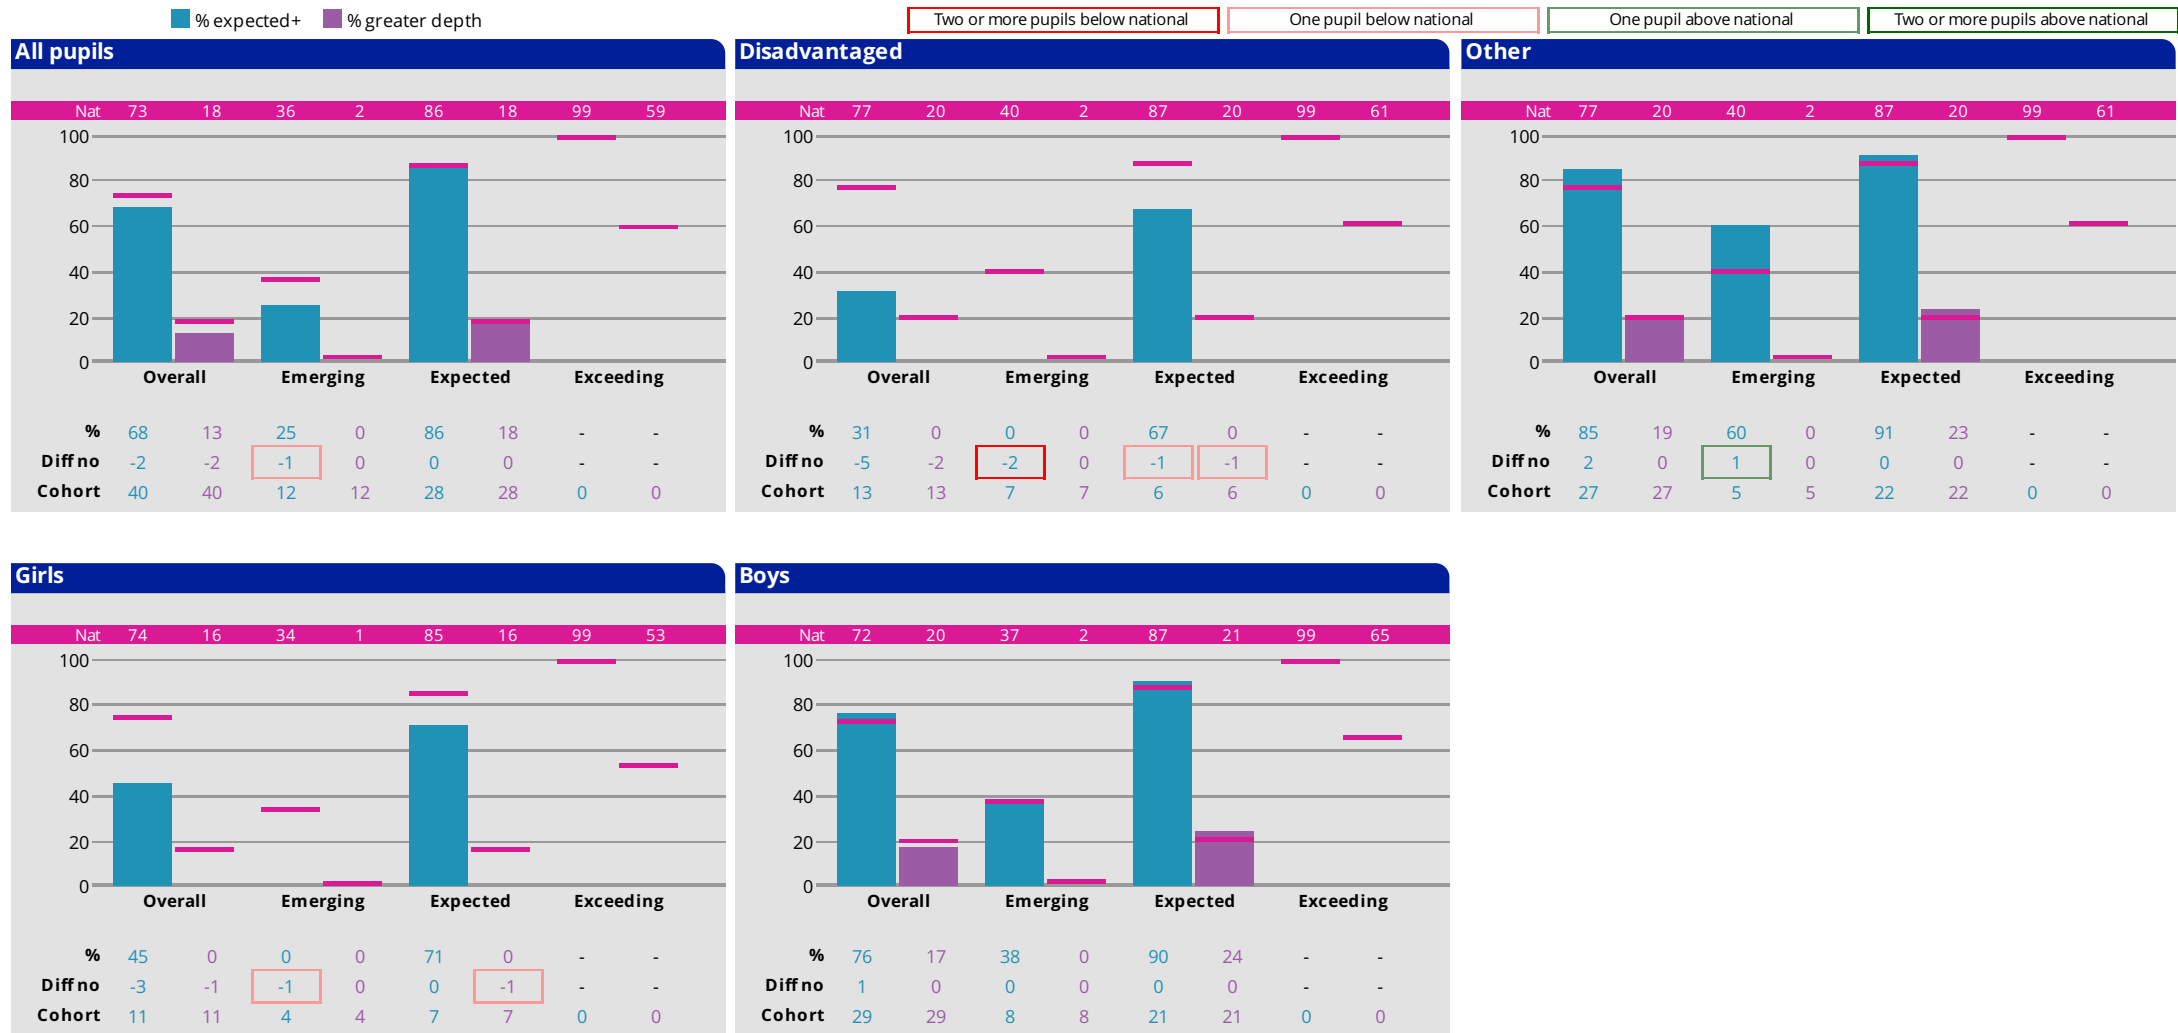 % expected+ % greater depth Two or more pupils below national One pupil below national One pupil above national Two or more pupils above national
All pupils
Nat 73 18 36 2 86 18 99 59
100
80
60
40
20
0
Overall Emerging Expected Exceeding
% 68 13 25 0 86 18 - -
Diff no -2 -2 -1 0 0 0 - -
Cohort 40 40 12 12 28 28 0 0
Disadvantaged
Nat 77 20 40 2 87 20 99 61
100
80
60
40
20
0
Overall Emerging Expected Exceeding
% 31 0 0 0 67 0 - -
Diff no -5 -2 -2 0 -1 -1 - -
Cohort 13 13 7 7 6 6 0 0
Other
Nat 77 20 40 2 87 20 99 61
100
80
60
40
20
0
Overall Emerging Expected Exceeding
% 85 19 60 0 91 23 - -
Diff no 2 0 1 0 0 0 - -
Cohort 27 27 5 5 22 22 0 0
Girls
Nat 74 16 34 1 85 16 99 53
100
80
60
40
20
0
Overall Emerging Expected Exceeding
% 45 0 0 0 71 0 - -
Diff no -3 -1 -1 0 0 -1 - -
Cohort 11 11 4 4 7 7 0 0
Boys
Nat 72 20 37 2 87 21 99 65
100
80
60
40
20
0
Overall Emerging Expected Exceeding
% 76 17 38 0 90 24 - -
Diff no 1 0 0 0 0 0 - -
Cohort 29 29 8 8 21 21 0 0